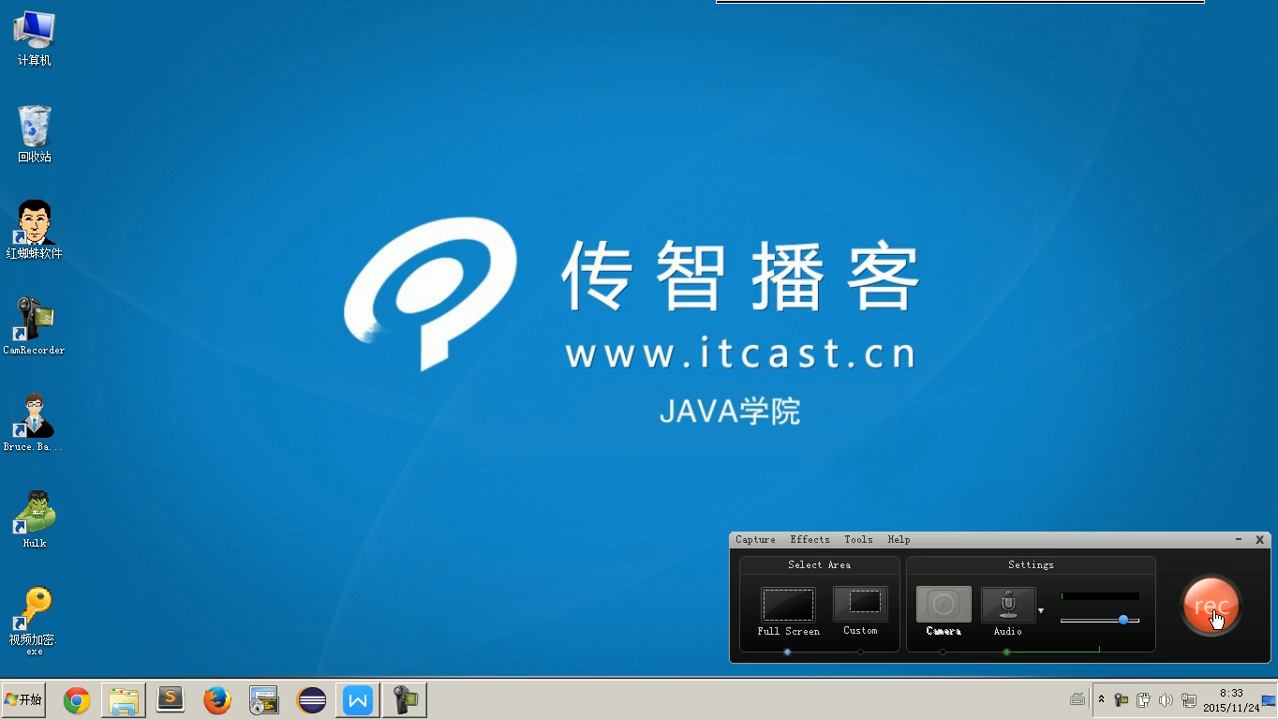 计算机
回收站
红蜘蛛软件
CamRecorder
Bruce.Ba...
Hulk
视频加密.
exe
传智播客
www.itcast.cn
JAVA学院
Capture Effects Tools Help
Select Area
Settings
Full Screen
Custom
Camera
Audio
rec
开始
8:33
2015/11/24